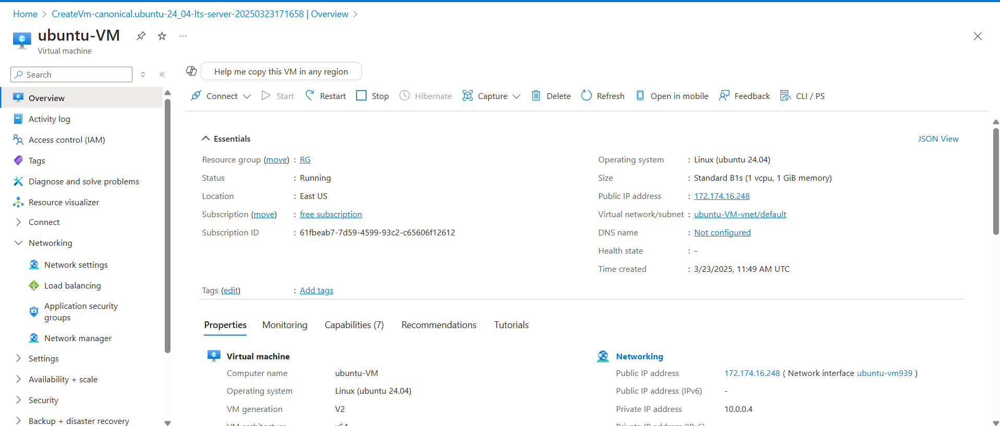 Home > CreateVm-canonical.ubuntu-24_04-lts-server-20250323171658 | Overview >
ubuntu-VM
Virtual machine
Search
Overview
Activity log
Access control (IAM)
Tags
Diagnose and solve problems
Resource visualizer
Connect
Networking
Network settings
Load balancing
Application security
groups
Network manager
Settings
Availability + scale
Security
Backup + disaster recovery
Help me copy this VM in any region
Connect Start Restart Stop Hibernate Capture Delete Refresh Open in mobile Feedback CLI / PS
Essentials JSON View
Resource group (move) : RG
Status : Running
Location : East US
Subscription (move) : free subscription
Subscription ID : 61fbeab7-7d59-4599-93c2-c65606f12612
Operating system : Linux (ubuntu 24.04)
Size : Standard B1s (1 vcpu, 1 GiB memory)
Public IP address : 172.174.16.248
Virtual network/subnet : ubuntu-VM-vnet/default
DNS name : Not configured
Health state : -
Time created : 3/23/2025, 11:49 AM UTC
Tags (edit) : Add tags
Properties Monitoring Capabilities (7) Recommendations Tutorials
Virtual machine
Computer name ubuntu-VM
Operating system Linux (ubuntu 24.04)
VM generation V2
VM architecture x64
Networking
Public IP address 172.174.16.248 ( Network interface ubuntu-vm939 )
Public IP address (IPv6) -
Private IP address 10.0.0.4
Private IP address (IPv6)